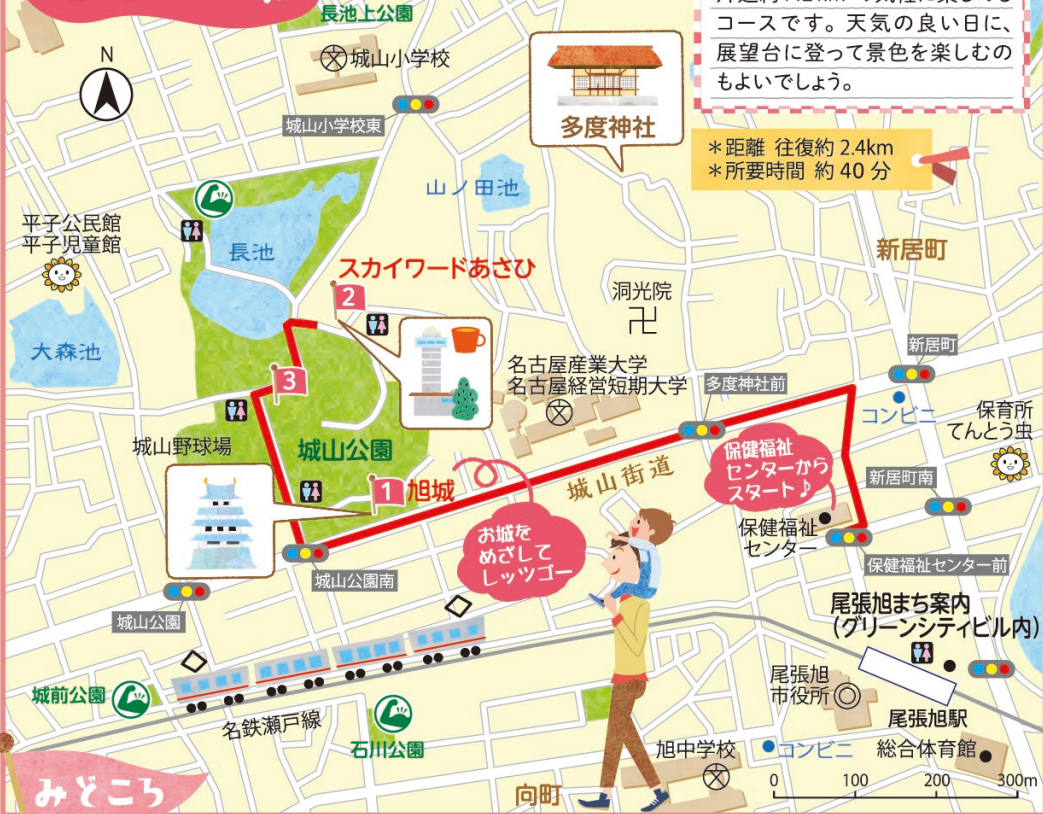 長池上公園
コースです。天気の良い日に、
展望台に登って景色を楽しむの
もよいでしょう。
N
城山小学校
城山小学校東
多度神社
*距離 往復約 2.4km
*所要時間 約 40 分
平子公民館
平子児童館
長池
山ノ田池
新居町
スカイワードあさひ
2
洞光院
大森池
3
名古屋産業大学
名古屋経営短期大学
多度神社前
新居町
コンビニ
保育所
てんとう虫
城山野球場
城山公園
1
旭城
城山街道
保健福祉
センターから
スタート♪
新居町南
保健福祉
センター
お城を
めざして
レッツゴー
城山公園南
保健福祉センター前
城山公園
尾張旭まち案内
(グリーンシティビル内)
城前公園
名鉄瀬戸線
石川公園
尾張旭
市役所
尾張旭駅
旭中学校
コンビニ
総合体育館
向町
0 100 200 300m
みどころ